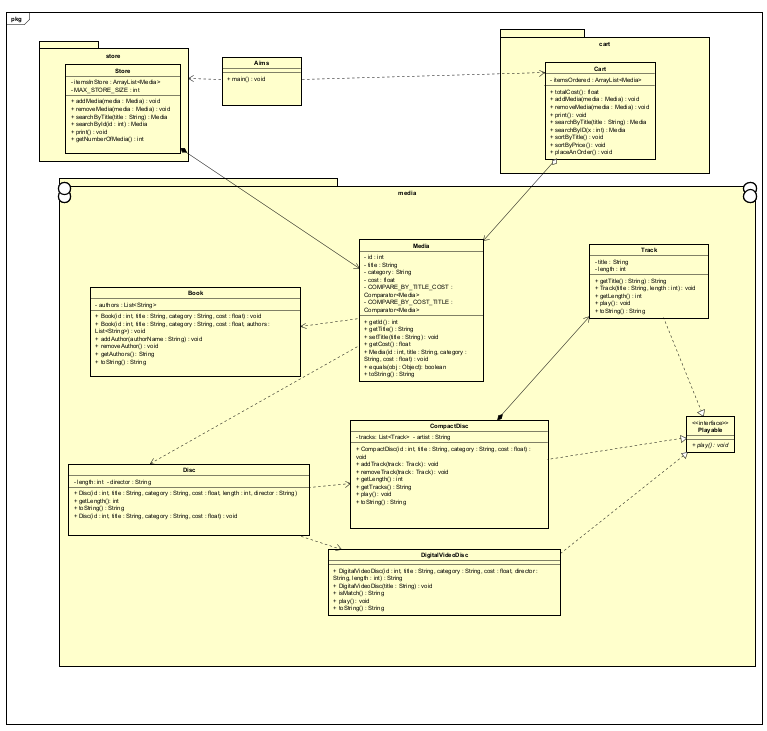 pkg
store
Store
- itemsInStore : ArrayList<Media>
- MAX_STORE_SIZE : int
+ addMedia(media : Media) : void
+ removeMedia(media : Media) : void
+ searchByTitle(title : String) : Media
+ searchById(id : int) : Media
+ print() : void
+ getNumberOfMedia() : int
Aims
+ main() : void
cart
Cart
- itemsOrdered : ArrayList<Media>
+ totalCost() : float
+ addMedia(media : Media) : void
+ removeMedia(media : Media) : void
+ print() : void
+ searchByTitle(title : String) : Media
+ searchByID(x : int) : Media
+ sortByTitle() : void
+ sortByPrice() : void
+ placeAnOrder() : void
media
Media
- id : int
- title : String
- category : String
- cost : float
- COMPARE_BY_TITLE_COST :
Comparator<Media>
- COMPARE_BY_COST_TITLE :
Comparator<Media>
+ getId() : int
+ getTitle() : String
+ setTitle(title : String) : void
+ getCost() : float
+ Media(id : int, title : String, category :
String, cost : float) : void
+ equals(obj : Object) : boolean
+ toString() : String
Track
- title : String
- length : int
+ getTitle() : String) : String
+ Track(title : String, length : int) : void
+ getLength() : int
+ play() : void
+ toString() : String
Book
- authors : List<String>
+ Book(id : int, title : String, category : String, cost : float) : void
+ Book(id : int, title : String, category : String, cost : float, authors :
List<String>) : void
+ addAuthor(authorName : String) : void
+ removeAuthor() : void
+ getAuthors() : String
+ toString() : String
CompactDisc
- tracks : List<Track> - artist : String
+ CompactDisc(id : int, title : String, category : String, cost : float) :
void
+ addTrack(track : Track) : void
+ removeTrack(track : Track) : void
+ getLength() : int
+ getTracks() : String
+ play() : void
+ toString() : String
<<interface>>
Playable
+ play() : void
Disc
- length : int - director : String
+ Disc(id : int, title : String, category : String, cost : float, length : int, director : String)
+ getLength() : int
+ toString() : String
+ Disc(id : int, title : String, category : String, cost : float) : void
DigitalVideoDisc
+ DigitalVideoDisc(id : int, title : String, category : String, cost : float, director :
String, length : int) : String
+ DigitalVideoDisc(title : String) : void
+ isMatch() : String
+ play() : void
+ toString() : String